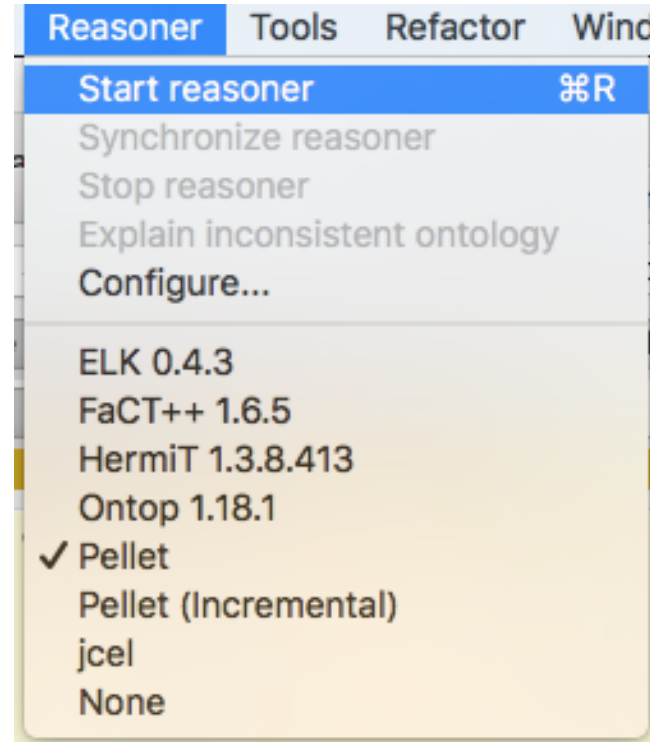 Reasoner Tools Refactor Wind
Start reasoner ⌘R
Synchronize reasoner
Stop reasoner
Explain inconsistent ontology
Configure...
ELK 0.4.3
FaCT++ 1.6.5
HermiT 1.3.8.413
Ontop 1.18.1
✓ Pellet
Pellet (Incremental)
jcel
None